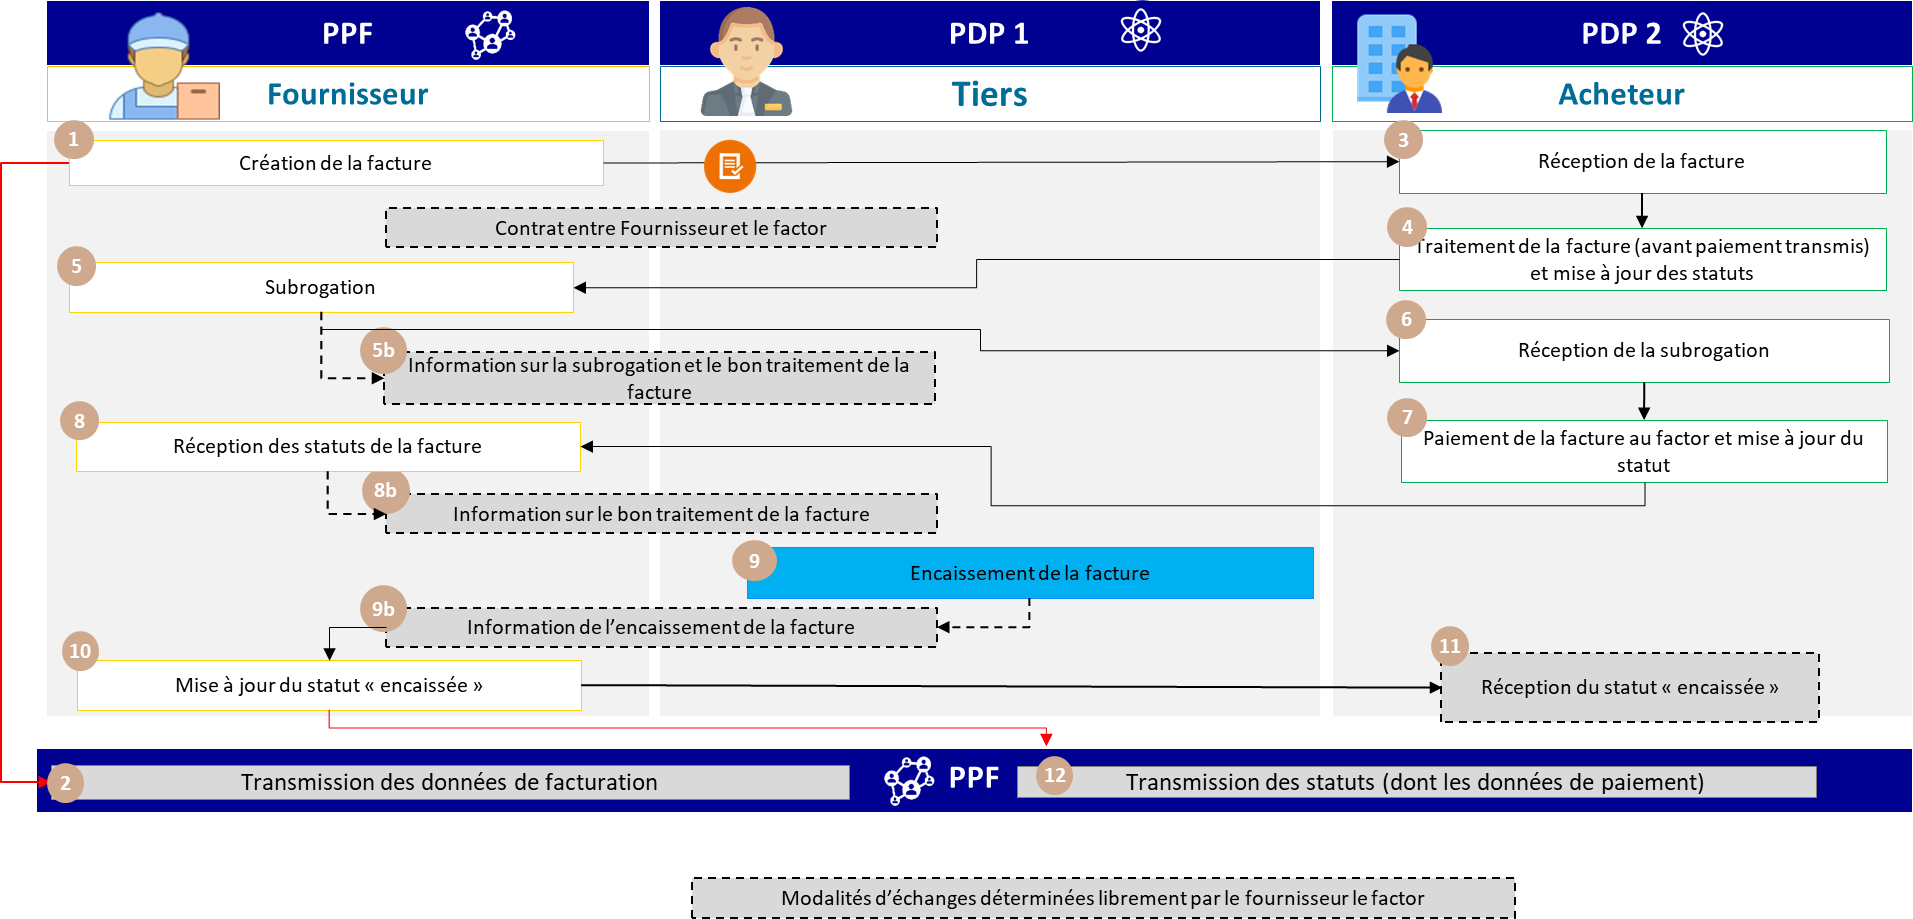 PPF
PDP 1
PDP 2
Fournisseur
Tiers
Acheteur
1
Création de la facture
3
Réception de la facture
Contrat entre Fournisseur et le factor
4
Traitement de la facture (avant paiement transmis)
et mise à jour des statuts
5
Subrogation
6
Réception de la subrogation
5b
Information sur la subrogation et le bon traitement de la
facture
7
Paiement de la facture au factor et mise à jour du
statut
8
Réception des statuts de la facture
8b
Information sur le bon traitement de la facture
9
Encaissement de la facture
9b
Information de l’encaissement de la facture
10
Mise à jour du statut « encaissée »
11
Réception du statut « encaissée »
2
Transmission des données de facturation
PPF
12
Transmission des statuts (dont les données de paiement)
Modalités d’échanges déterminées librement par le fournisseur le factor